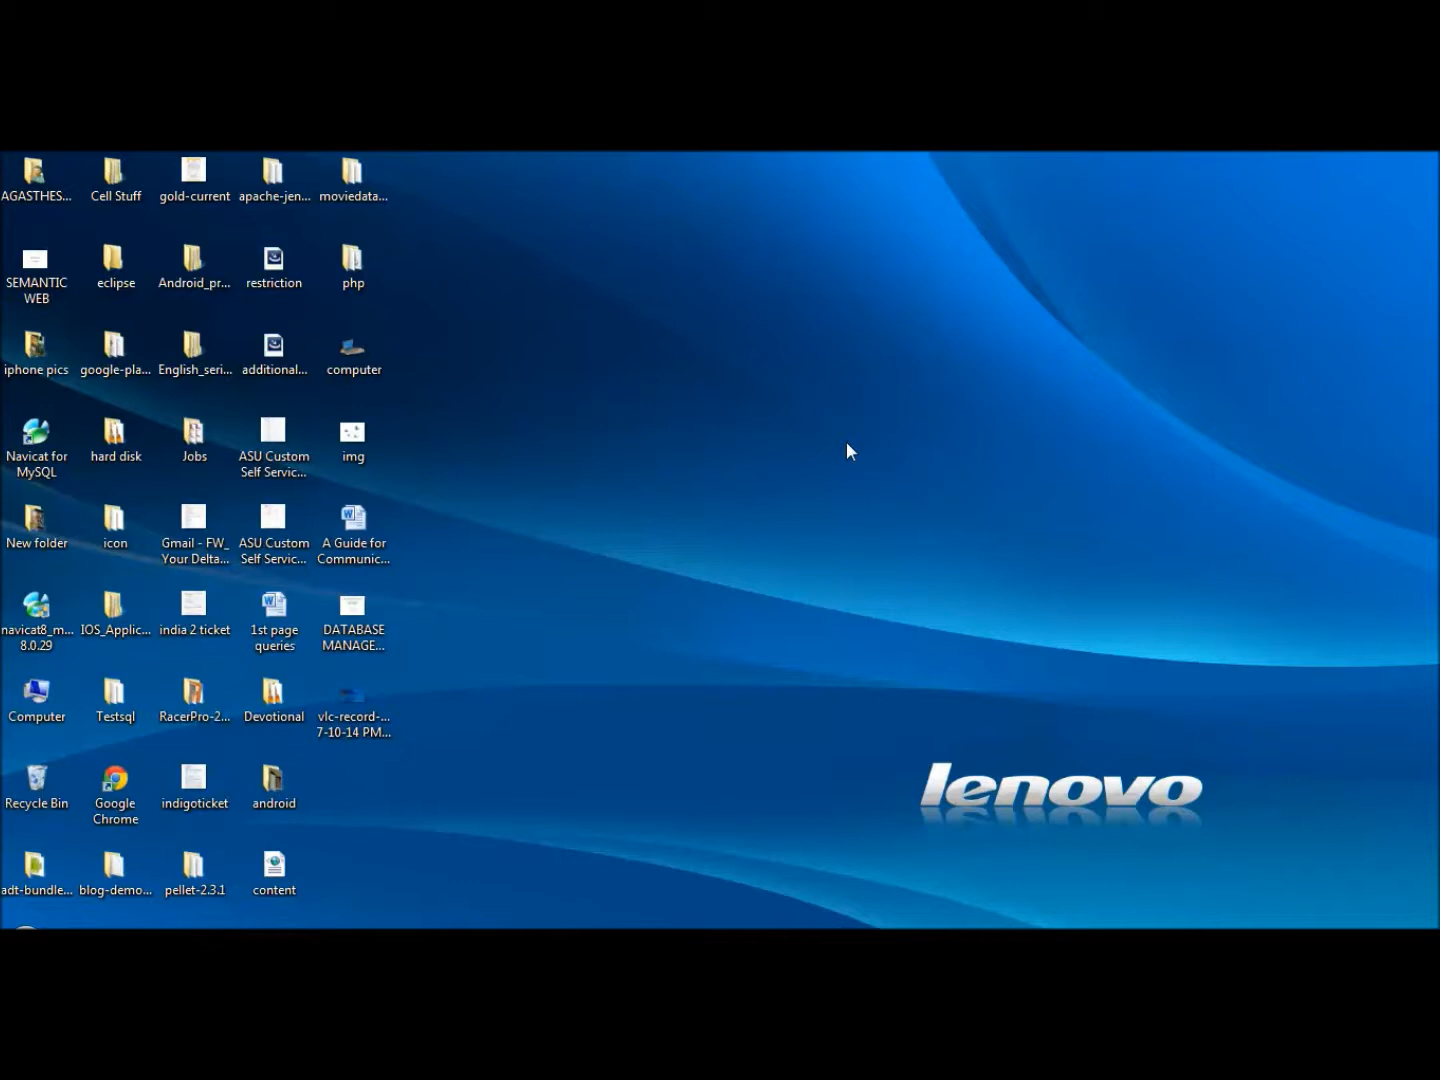 AGASTHES...
Cell Stuff
gold-current
apache-jen...
moviedata...
SEMANTIC
WEB
eclipse
Android_pr...
restriction
php
iphone pics
google-pla...
English_seri...
additional...
computer
Navicat for
MySQL
hard disk
Jobs
ASU Custom
Self Servic...
img
New folder
icon
Gmail - FW_
Your Delta...
ASU Custom
Self Servic...
A Guide for
Communic...
navicat8_m...
8.0.29
IOS_Applic...
india 2 ticket
1st page
queries
DATABASE
MANAGE...
Computer
Testsql
RacerPro-2...
Devotional
vlc-record-...
7-10-14 PM...
Recycle Bin
Google
Chrome
indigoticket
android
adt-bundle...
blog-demo...
pellet-2.3.1
content
lenovo